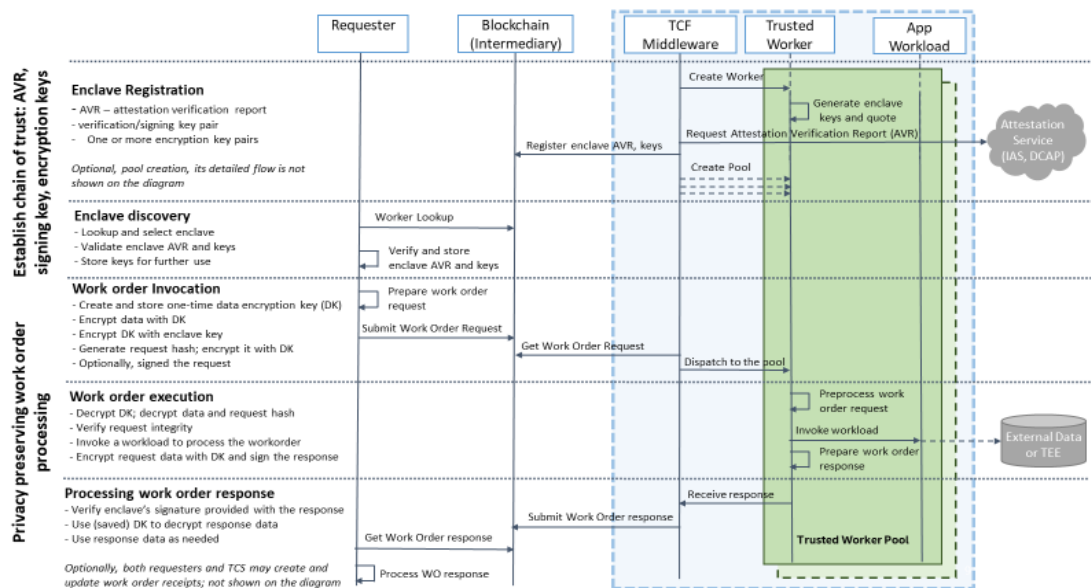 Requester
Blockchain
(Intermediary)
TCF
Middleware
Trusted
Worker
App
Workload
Establish chain of trust: AVR,
signing key, encryption keys
Enclave Registration
- AVR – attestation verification report
- verification/signing key pair
- One or more encryption key pairs
Optional, pool creation, its detailed flow is not
shown on the diagram
Create Worker
Generate enclave
keys and quote
Request Attestation Verification Report (AVR)
Register enclave AVR, keys
Create Pool
Attestation
Service
(IAS, DCAP)
Enclave discovery
- Lookup and select enclave
- Validate enclave AVR and keys
- Store keys for further use
Worker Lookup
Verify and store
enclave AVR and keys
Privacy preserving work order
processing
Work order Invocation
- Create and store one-time data encryption key (DK)
- Encrypt data with DK
- Encrypt DK with enclave key
- Generate request hash; encrypt it with DK
- Optionally, signed the request
Prepare work order
request
Submit Work Order Request
Get Work Order Request
Dispatch to the pool
Work order execution
- Decrypt DK; decrypt data and request hash
- Verify request integrity
- Invoke a workload to process the workorder
- Encrypt request data with DK and sign the response
Preprocess work
order request
Invoke workload
Prepare work order
response
External Data
or TEE
Processing work order response
- Verify enclave's signature provided with the response
- Use (saved) DK to decrypt response data
- Use response data as needed
Optionally, both requesters and TCS may create and
update work order receipts; not shown on the diagram
Receive response
Submit Work Order response
Get Work Order response
Process WO response
Trusted Worker Pool